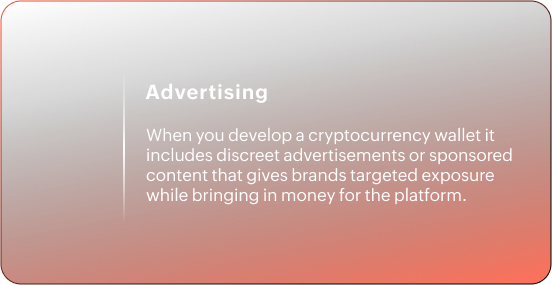 Advertising
When you develop a cryptocurrency wallet it
includes discreet advertisements or sponsored
content that gives brands targeted exposure
while bringing in money for the platform.